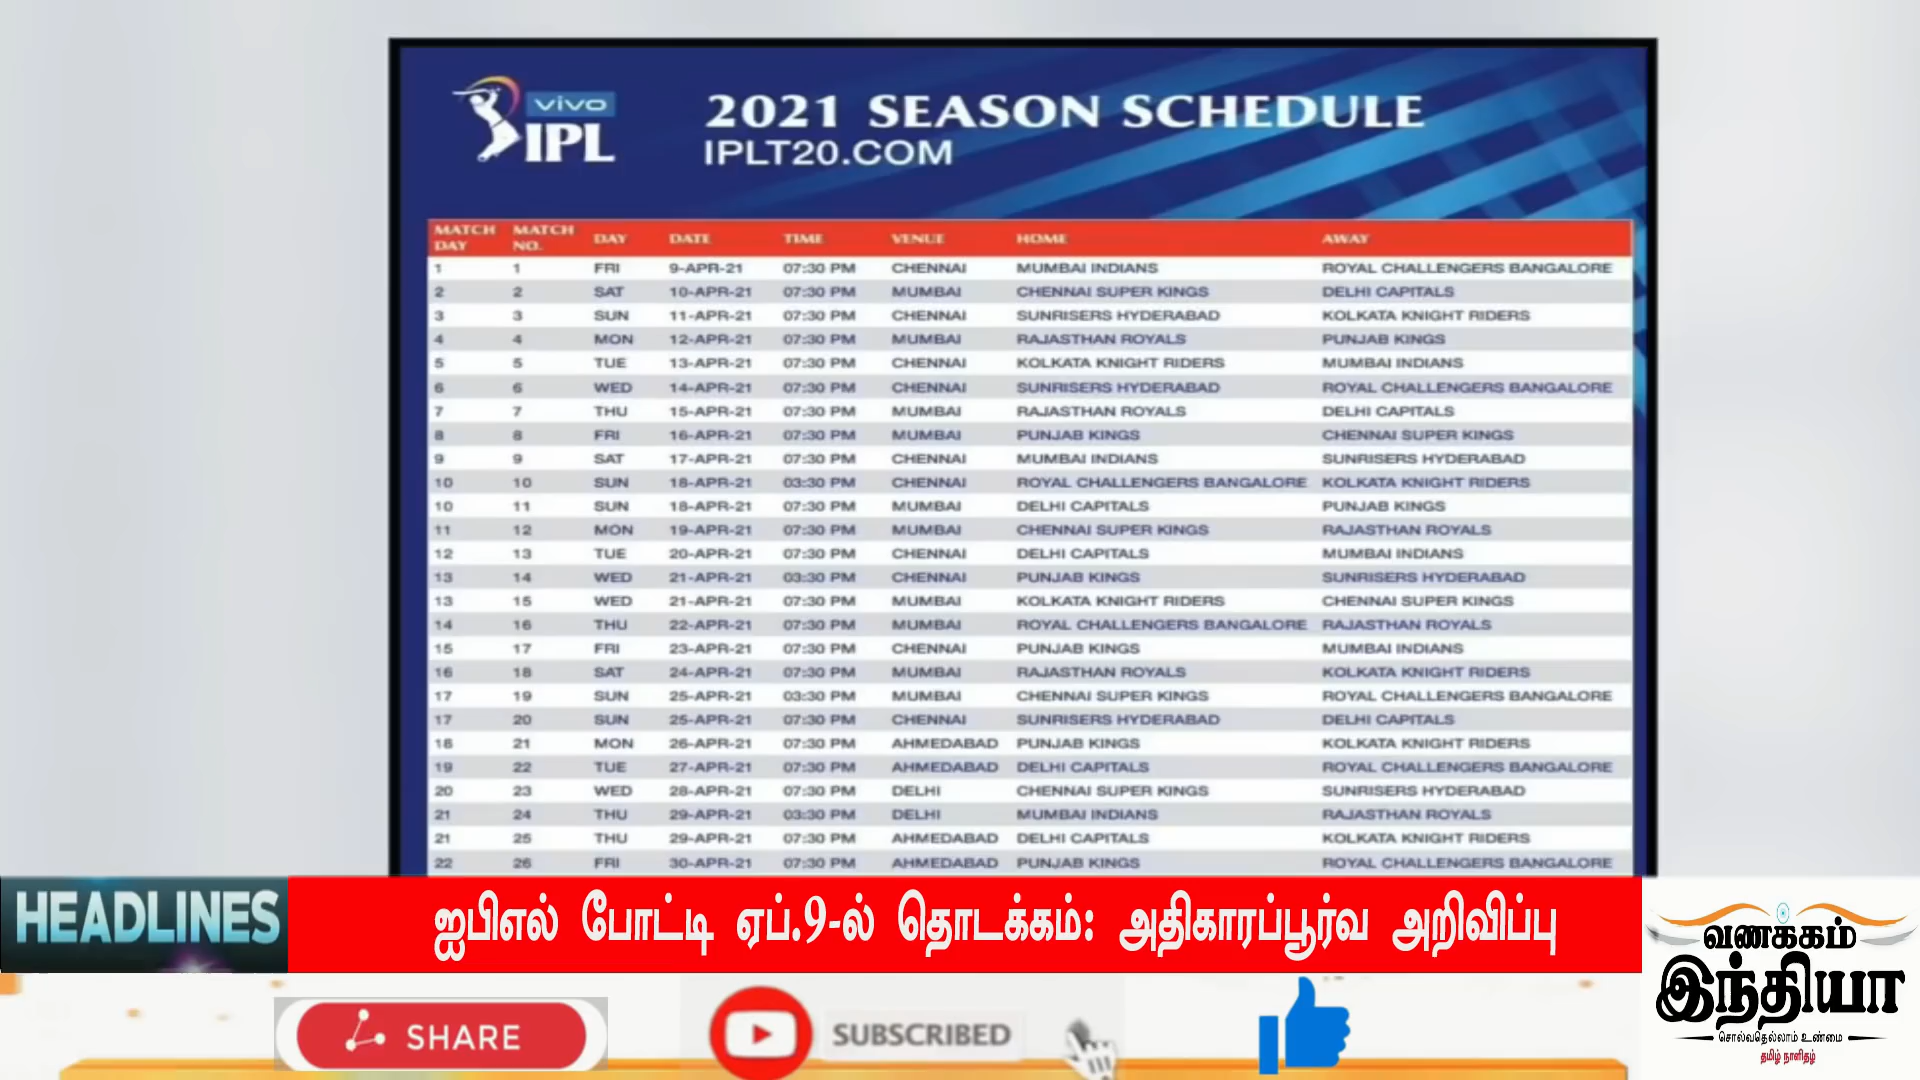 vivo
IPL
2021 SEASON SCHEDULE
IPLT20.COM
MATCH DAY MATCH NO. DAY DATE TIME VENUE HOME AWAY
1 1 FRI 9-APR-21 07:30 PM CHENNAI MUMBAI INDIANS ROYAL CHALLENGERS BANGALORE
2 2 SAT 10-APR-21 07:30 PM MUMBAI CHENNAI SUPER KINGS DELHI CAPITALS
3 3 SUN 11-APR-21 07:30 PM CHENNAI SUNRISERS HYDERABAD KOLKATA KNIGHT RIDERS
4 4 MON 12-APR-21 07:30 PM MUMBAI RAJASTHAN ROYALS PUNJAB KINGS
5 5 TUE 13-APR-21 07:30 PM CHENNAI KOLKATA KNIGHT RIDERS MUMBAI INDIANS
6 6 WED 14-APR-21 07:30 PM CHENNAI SUNRISERS HYDERABAD ROYAL CHALLENGERS BANGALORE
7 7 THU 15-APR-21 07:30 PM MUMBAI RAJASTHAN ROYALS DELHI CAPITALS
8 8 FRI 16-APR-21 07:30 PM MUMBAI PUNJAB KINGS CHENNAI SUPER KINGS
9 9 SAT 17-APR-21 07:30 PM CHENNAI MUMBAI INDIANS SUNRISERS HYDERABAD
10 10 SUN 18-APR-21 03:30 PM CHENNAI ROYAL CHALLENGERS BANGALORE KOLKATA KNIGHT RIDERS
10 11 SUN 18-APR-21 07:30 PM MUMBAI DELHI CAPITALS PUNJAB KINGS
11 12 MON 19-APR-21 07:30 PM MUMBAI CHENNAI SUPER KINGS RAJASTHAN ROYALS
12 13 TUE 20-APR-21 07:30 PM CHENNAI DELHI CAPITALS MUMBAI INDIANS
13 14 WED 21-APR-21 03:30 PM CHENNAI PUNJAB KINGS SUNRISERS HYDERABAD
13 15 WED 21-APR-21 07:30 PM MUMBAI KOLKATA KNIGHT RIDERS CHENNAI SUPER KINGS
14 16 THU 22-APR-21 07:30 PM MUMBAI ROYAL CHALLENGERS BANGALORE RAJASTHAN ROYALS
15 17 FRI 23-APR-21 07:30 PM CHENNAI PUNJAB KINGS MUMBAI INDIANS
16 18 SAT 24-APR-21 07:30 PM MUMBAI RAJASTHAN ROYALS KOLKATA KNIGHT RIDERS
17 19 SUN 25-APR-21 03:30 PM MUMBAI CHENNAI SUPER KINGS ROYAL CHALLENGERS BANGALORE
17 20 SUN 25-APR-21 07:30 PM CHENNAI SUNRISERS HYDERABAD DELHI CAPITALS
18 21 MON 26-APR-21 07:30 PM AHMEDABAD PUNJAB KINGS KOLKATA KNIGHT RIDERS
19 22 TUE 27-APR-21 07:30 PM AHMEDABAD DELHI CAPITALS ROYAL CHALLENGERS BANGALORE
20 23 WED 28-APR-21 07:30 PM DELHI CHENNAI SUPER KINGS SUNRISERS HYDERABAD
21 24 THU 29-APR-21 03:30 PM DELHI MUMBAI INDIANS RAJASTHAN ROYALS
21 25 THU 29-APR-21 07:30 PM AHMEDABAD DELHI CAPITALS KOLKATA KNIGHT RIDERS
22 26 FRI 30-APR-21 07:30 PM AHMEDABAD PUNJAB KINGS ROYAL CHALLENGERS BANGALORE
HEADLINES
ஐபிஎல் போட்டி ஏப்.9-ல் தொடக்கம்: அதிகாரப்பூர்வ அறிவிப்பு
வணக்கம்
இந்தியா
சொல்வதெல்லாம் உண்மை
தமிழ் நாளிதழ்
SHARE
SUBSCRIBED